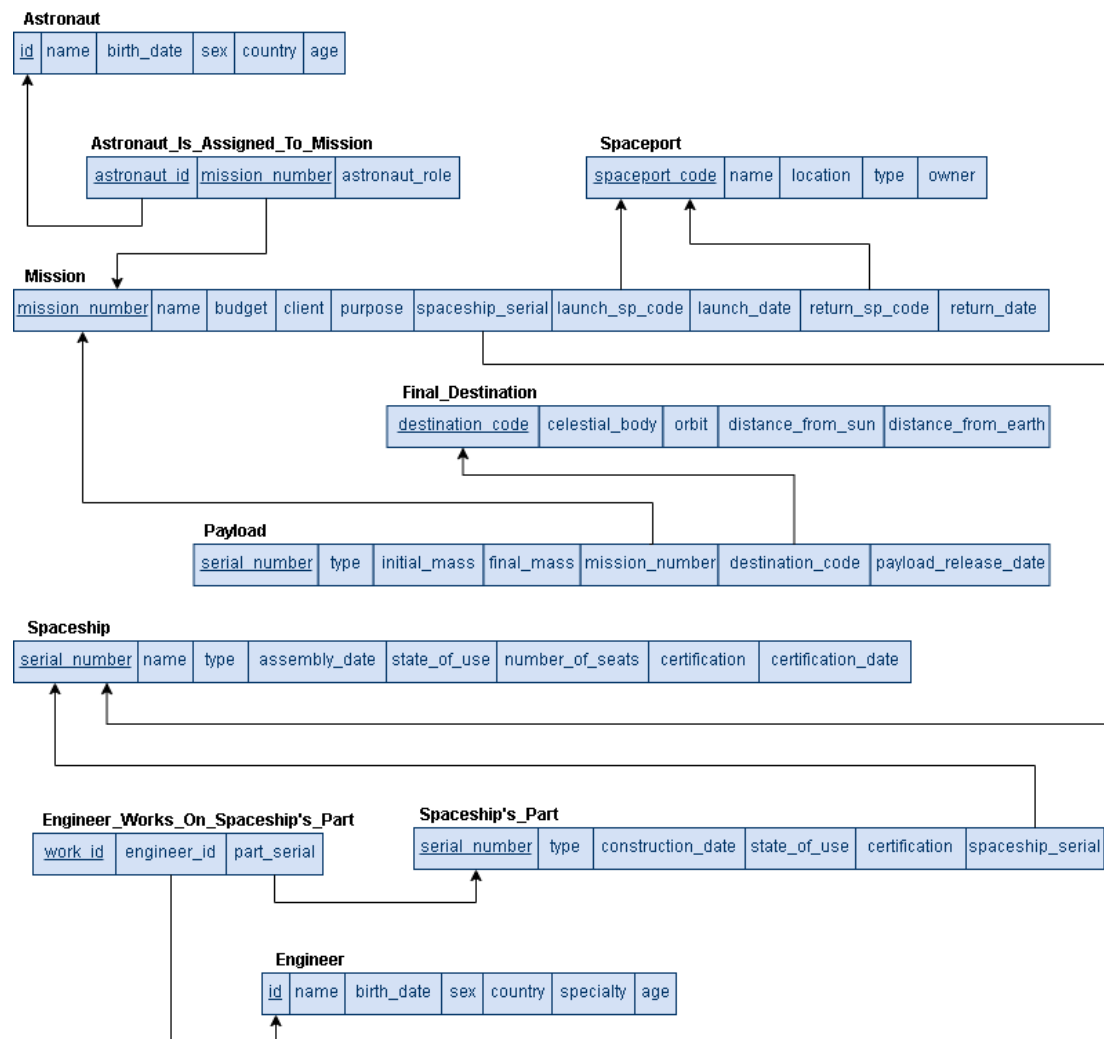 Astronaut
id name birth_date sex country age
Astronaut_Is_Assigned_To_Mission
astronaut_id mission_number astronaut_role
Spaceport
spaceport_code name location type owner
Mission
mission_number name budget client purpose spaceship_serial launch_sp_code launch_date return_sp_code return_date
Final_Destination
destination_code celestial_body orbit distance_from_sun distance_from_earth
Payload
serial_number type initial_mass final_mass mission_number destination_code payload_release_date
Spaceship
serial_number name type assembly_date state_of_use number_of_seats certification certification_date
Engineer_Works_On_Spaceship's_Part
work_id engineer_id part_serial
Spaceship's_Part
serial_number type construction_date state_of_use certification spaceship_serial
Engineer
id name birth_date sex country specialty age